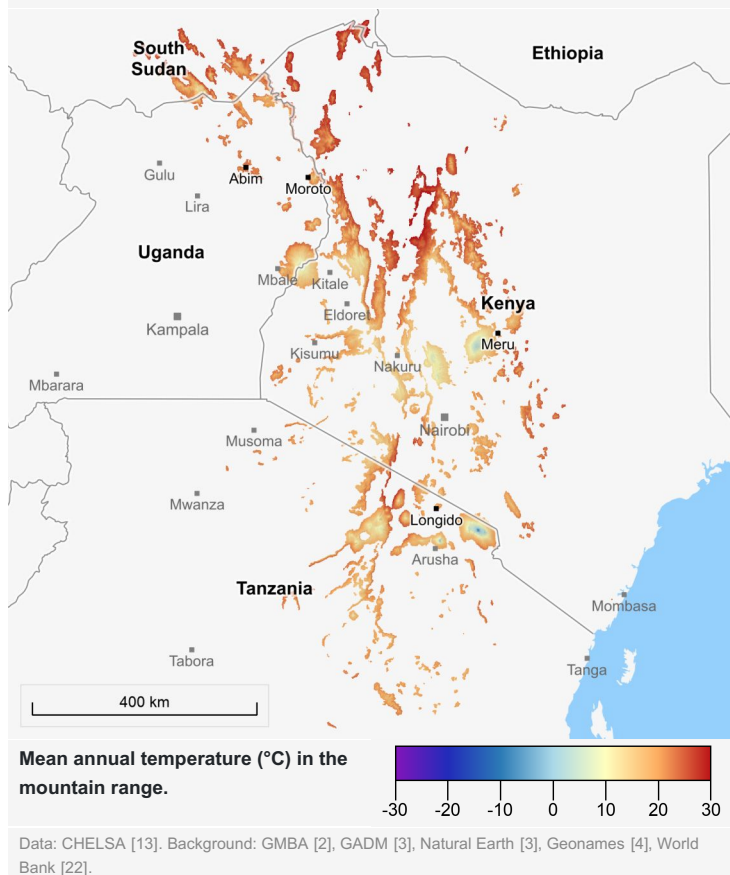 South
Sudan
Ethiopia
Gulu
Abim
Moroto
Lira
Uganda
Mbale
Kitale
Eldoret
Kenya
Kampala
Meru
Kisumu
Nakuru
Mbarara
Nairobi
Musoma
Mwanza
Longido
Arusha
Tanzania
Mombasa
Tabora
Tanga
400 km
Mean annual temperature (°C) in the
mountain range.
-30 -20 -10 0 10 20 30
Data: CHELSA [13]. Background: GMBA [2], GADM [3], Natural Earth [3], Geonames [4], World
Bank [22].